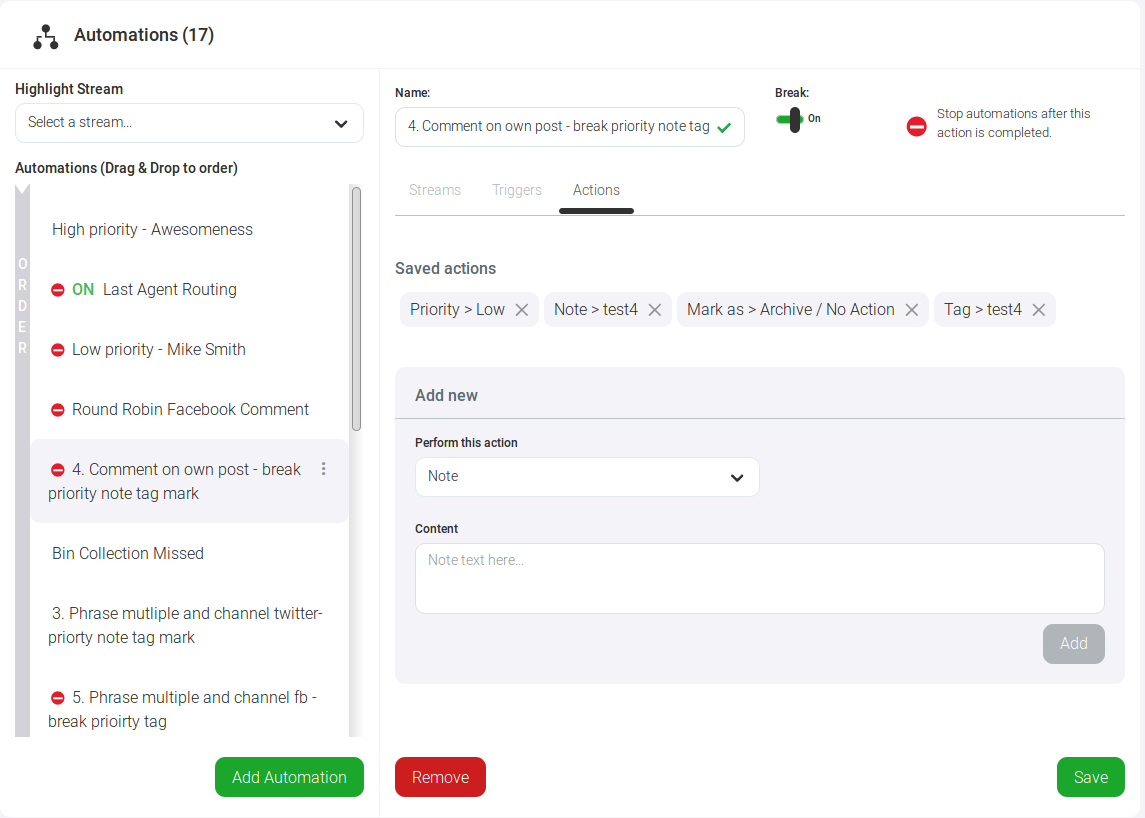 Automations (17)
Highlight Stream
Select a stream...
Automations (Drag & Drop to order)
ORDER
High priority - Awesomeness
ON Last Agent Routing
Low priority - Mike Smith
Round Robin Facebook Comment
4. Comment on own post - break
priority note tag mark
Bin Collection Missed
3. Phrase mutliple and channel twitter-
priorty note tag mark
5. Phrase multiple and channel fb -
break prioirty tag
Add Automation
Name:
4. Comment on own post - break priority note tag
Break:
On
Stop automations after this
action is completed.
Streams Triggers Actions
Saved actions
Priority > Low Note > test4 Mark as > Archive / No Action Tag > test4
Add new
Perform this action
Note
Content
Note text here...
Add
Remove
Save